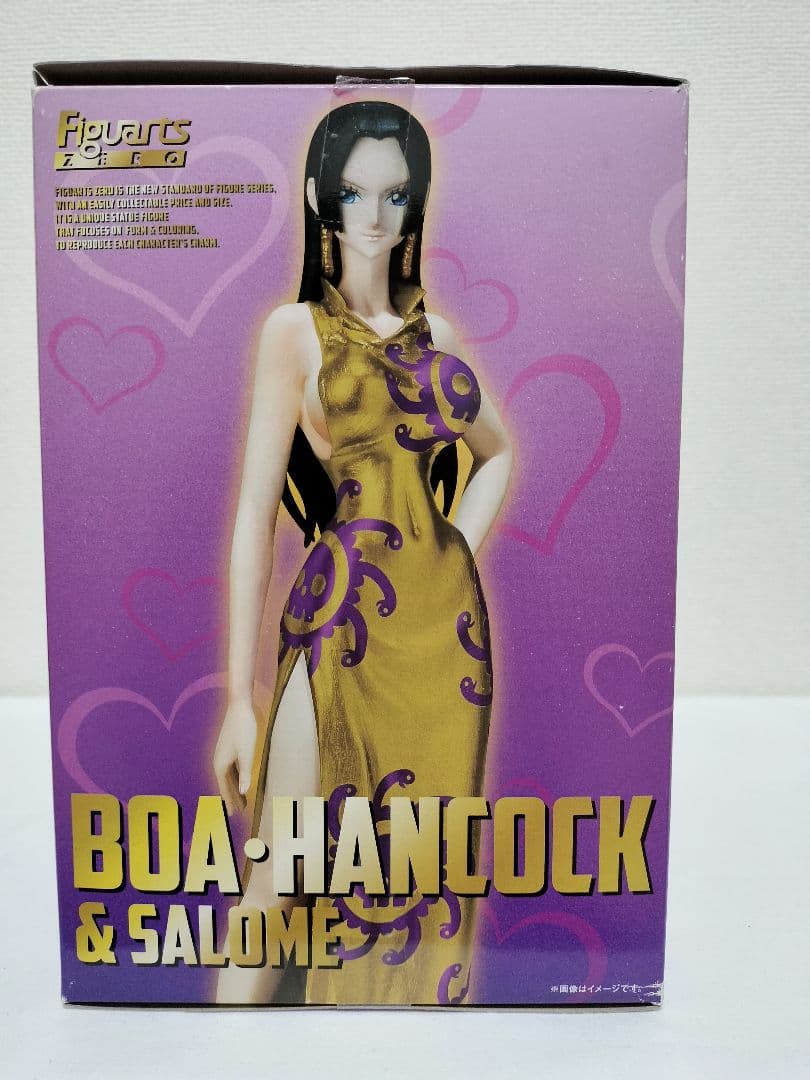 Figuarts
ZERO
FIGUARTS ZERO IS THE NEW STANDARD OF FIGURE SERIES,
WITH AN EASILY COLLECTABLE PRICE AND SIZE.
IT IS A UNIQUE STATUE FIGURE
THAT FOCUSES ON FORM & COLORING,
TO REPRODUCE EACH CHARACTER'S CHARM.
BOA・HANCOCK
& SALOME
※画像はイメージです。